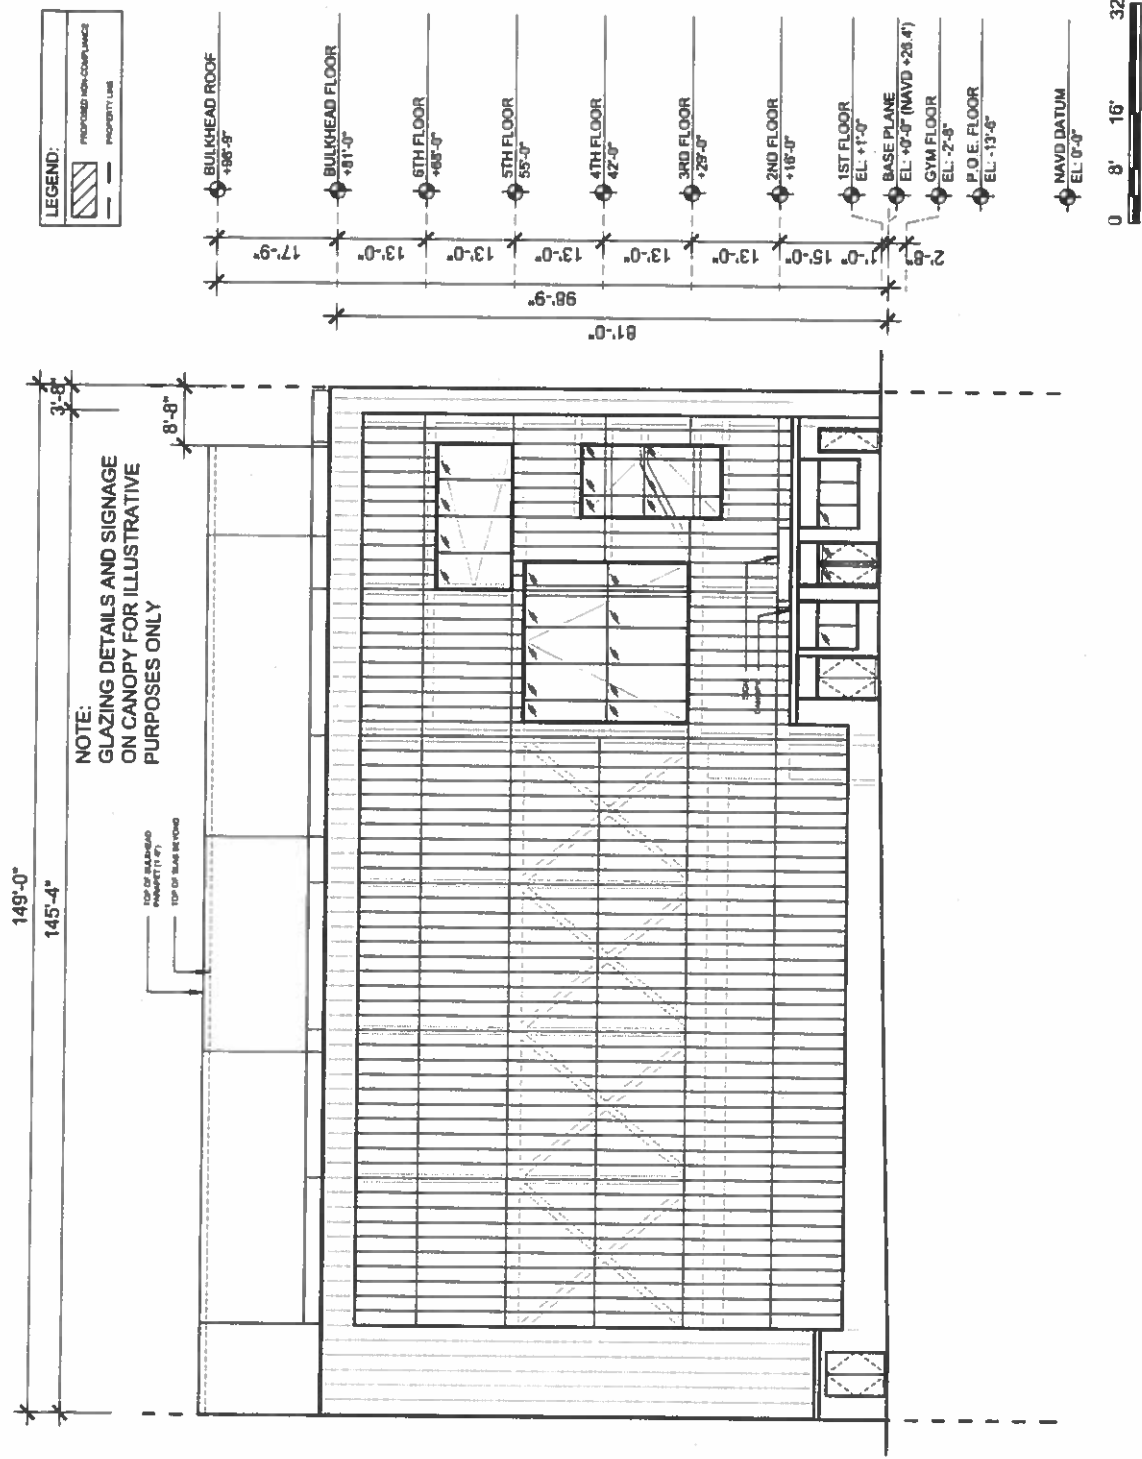 LEGEND:
PROPOSED NON-COMPLIANCE
PROPERTY LINE
BULKHEAD ROOF
+98'-9"
BULKHEAD FLOOR
+81'-0"
6TH FLOOR
+68'-0"
5TH FLOOR
55'-0"
4TH FLOOR
42'-0"
3RD FLOOR
+29'-0"
2ND FLOOR
+16'-0"
1ST FLOOR
EL: +1'-0"
BASE PLANE
EL: +0'-0" (NAVD +26.4')
GYM FLOOR
EL: -2'-8"
P.O.E. FLOOR
EL: -13'-6"
NAVD DATUM
EL: 0'-0"
0 8' 16' 32
17'-9"
13'-0"
13'-0"
13'-0"
13'-0"
13'-0"
15'-0"
1'-0"
2'-8"
98'-9"
81'-0"
149'-0"
145'-4"
3'-8"
8'-8"
NOTE:
GLAZING DETAILS AND SIGNAGE
ON CANOPY FOR ILLUSTRATIVE
PURPOSES ONLY
TOP OF BULKHEAD
TOP OF SLAB BEYOND
SIGN
CANOPY